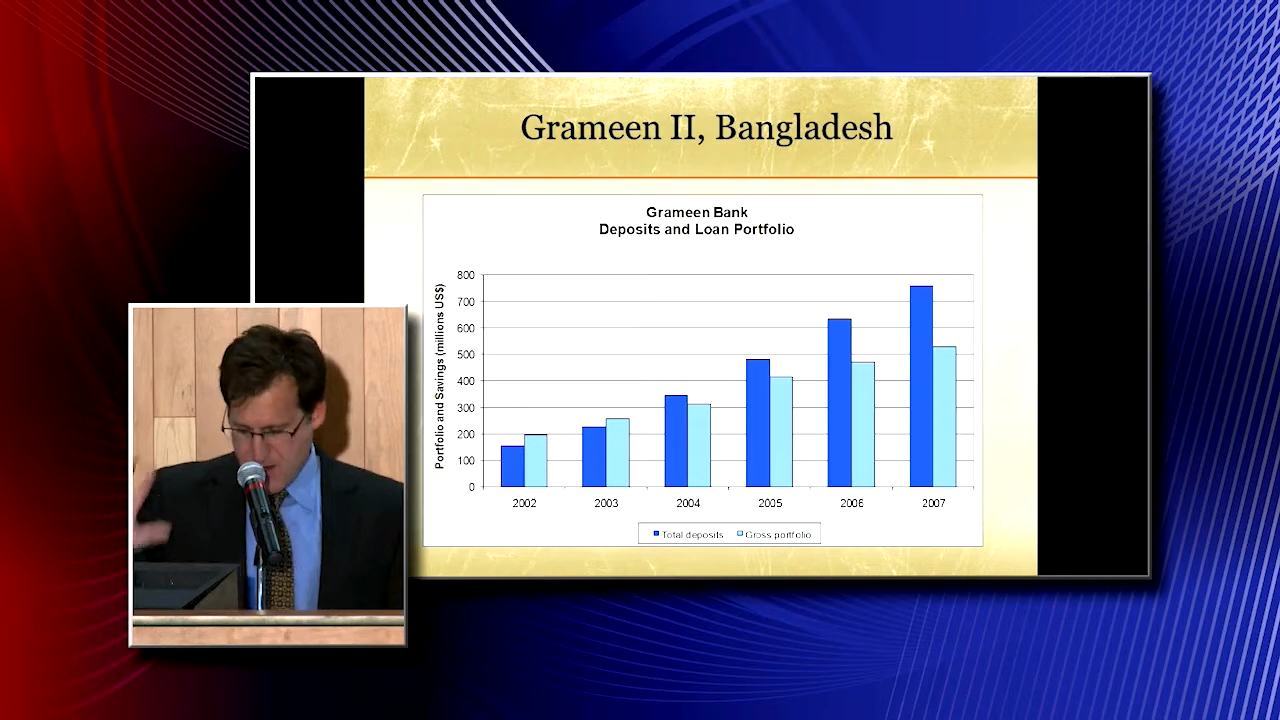 Grameen II, Bangladesh
Grameen Bank
Deposits and Loan Portfolio
Portfolio and Savings (millions US$)
800
700
600
500
400
300
200
100
0
2002 2003 2004 2005 2006 2007
Total deposits Gross portfolio